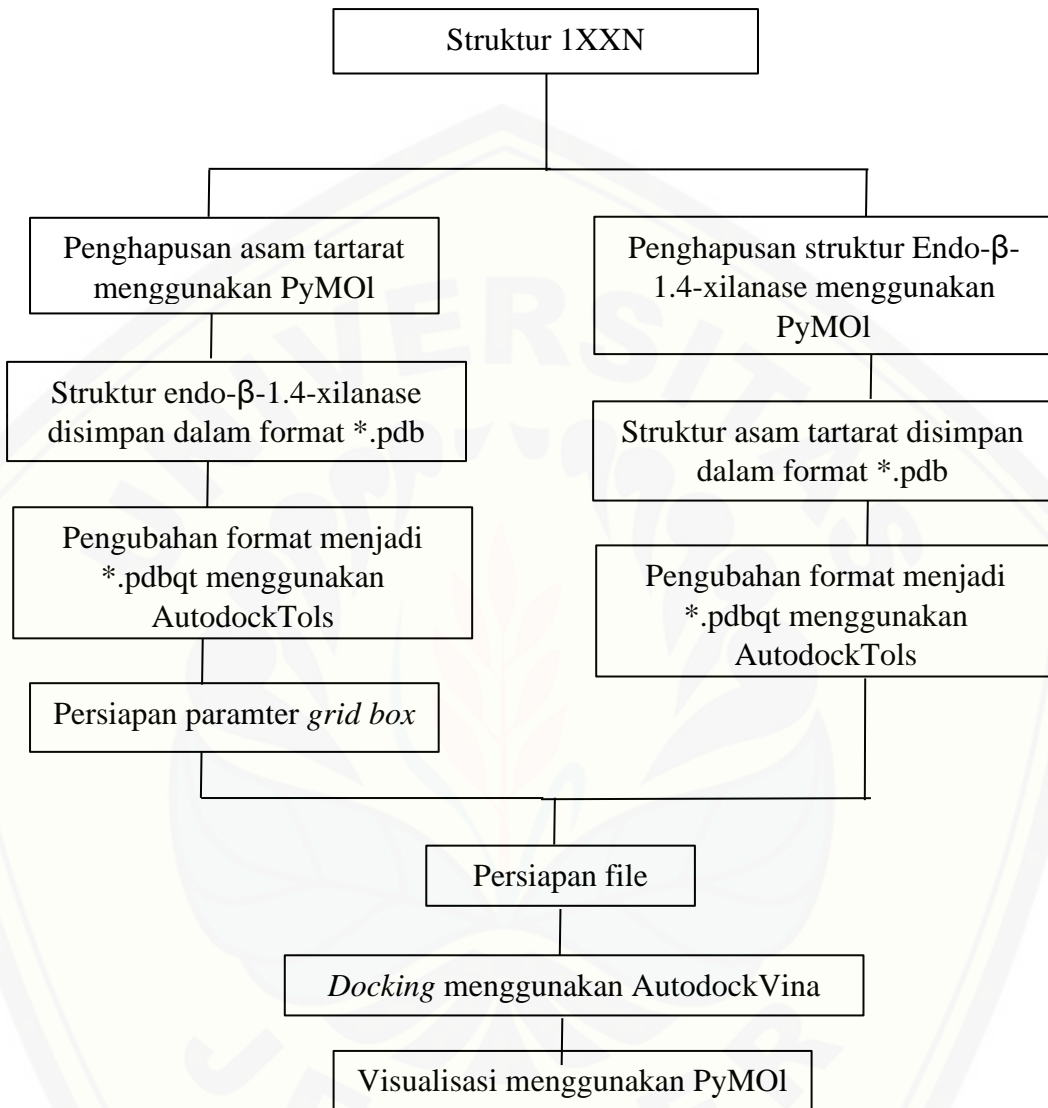 Struktur 1XXN
Penghapusan asam tartarat
menggunakan PyMOl
Struktur endo-β-1.4-xilanase
disimpan dalam format *.pdb
Pengubahan format menjadi
*.pdbqt menggunakan
AutodockTols
Persiapan paramter grid box
Penghapusan struktur Endo-β-
1.4-xilanase menggunakan
PyMOl
Struktur asam tartarat disimpan
dalam format *.pdb
Pengubahan format menjadi
*.pdbqt menggunakan
AutodockTols
Persiapan file
Docking menggunakan AutodockVina
Visualisasi menggunakan PyMOl
UNIVERSITAS